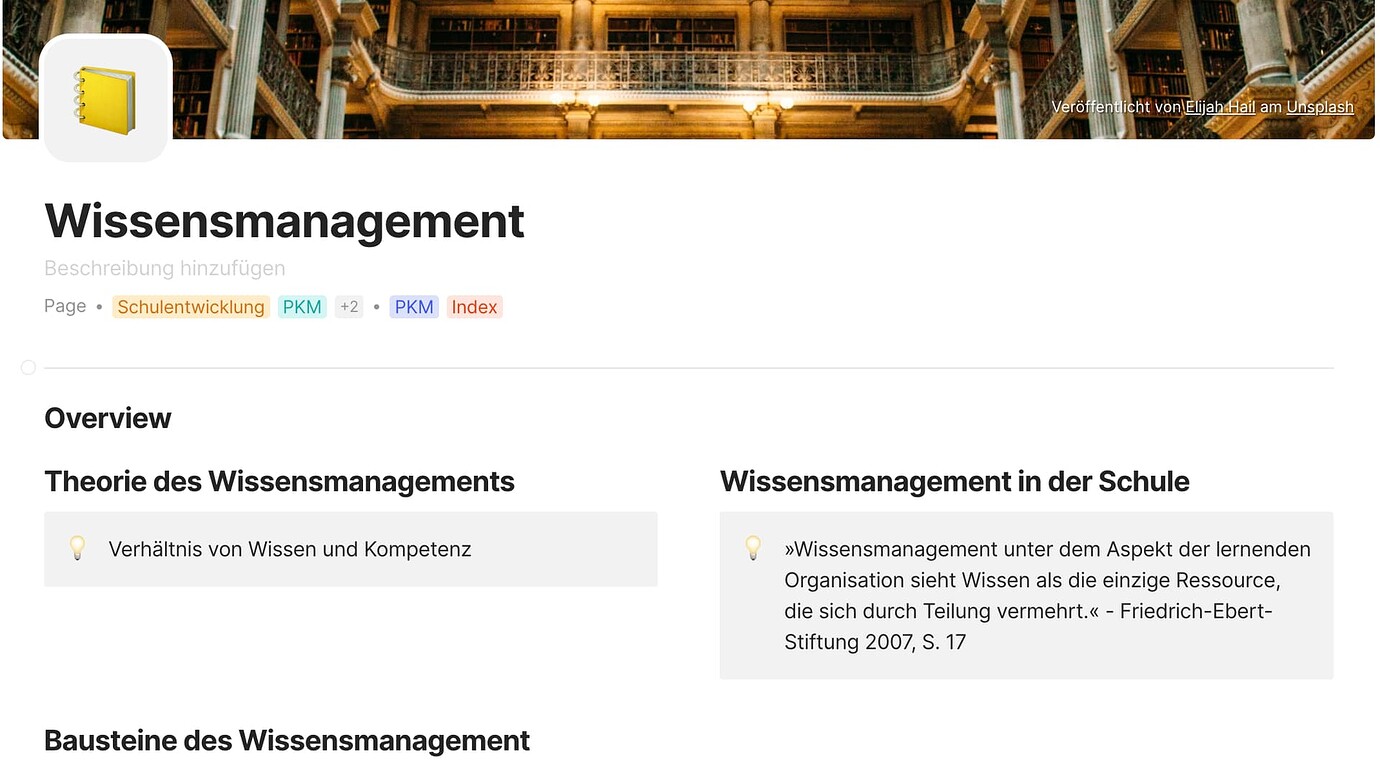 Veröffentlicht von Elijah Hail am Unsplash
Wissensmanagement
Beschreibung hinzufügen
Page • Schulentwicklung PKM +2 • PKM Index
Overview
Theorie des Wissensmanagements
Verhältnis von Wissen und Kompetenz
Wissensmanagement in der Schule
»Wissensmanagement unter dem Aspekt der lernenden
Organisation sieht Wissen als die einzige Ressource,
die sich durch Teilung vermehrt.« - Friedrich-Ebert-
Stiftung 2007, S. 17
Bausteine des Wissensmanagement